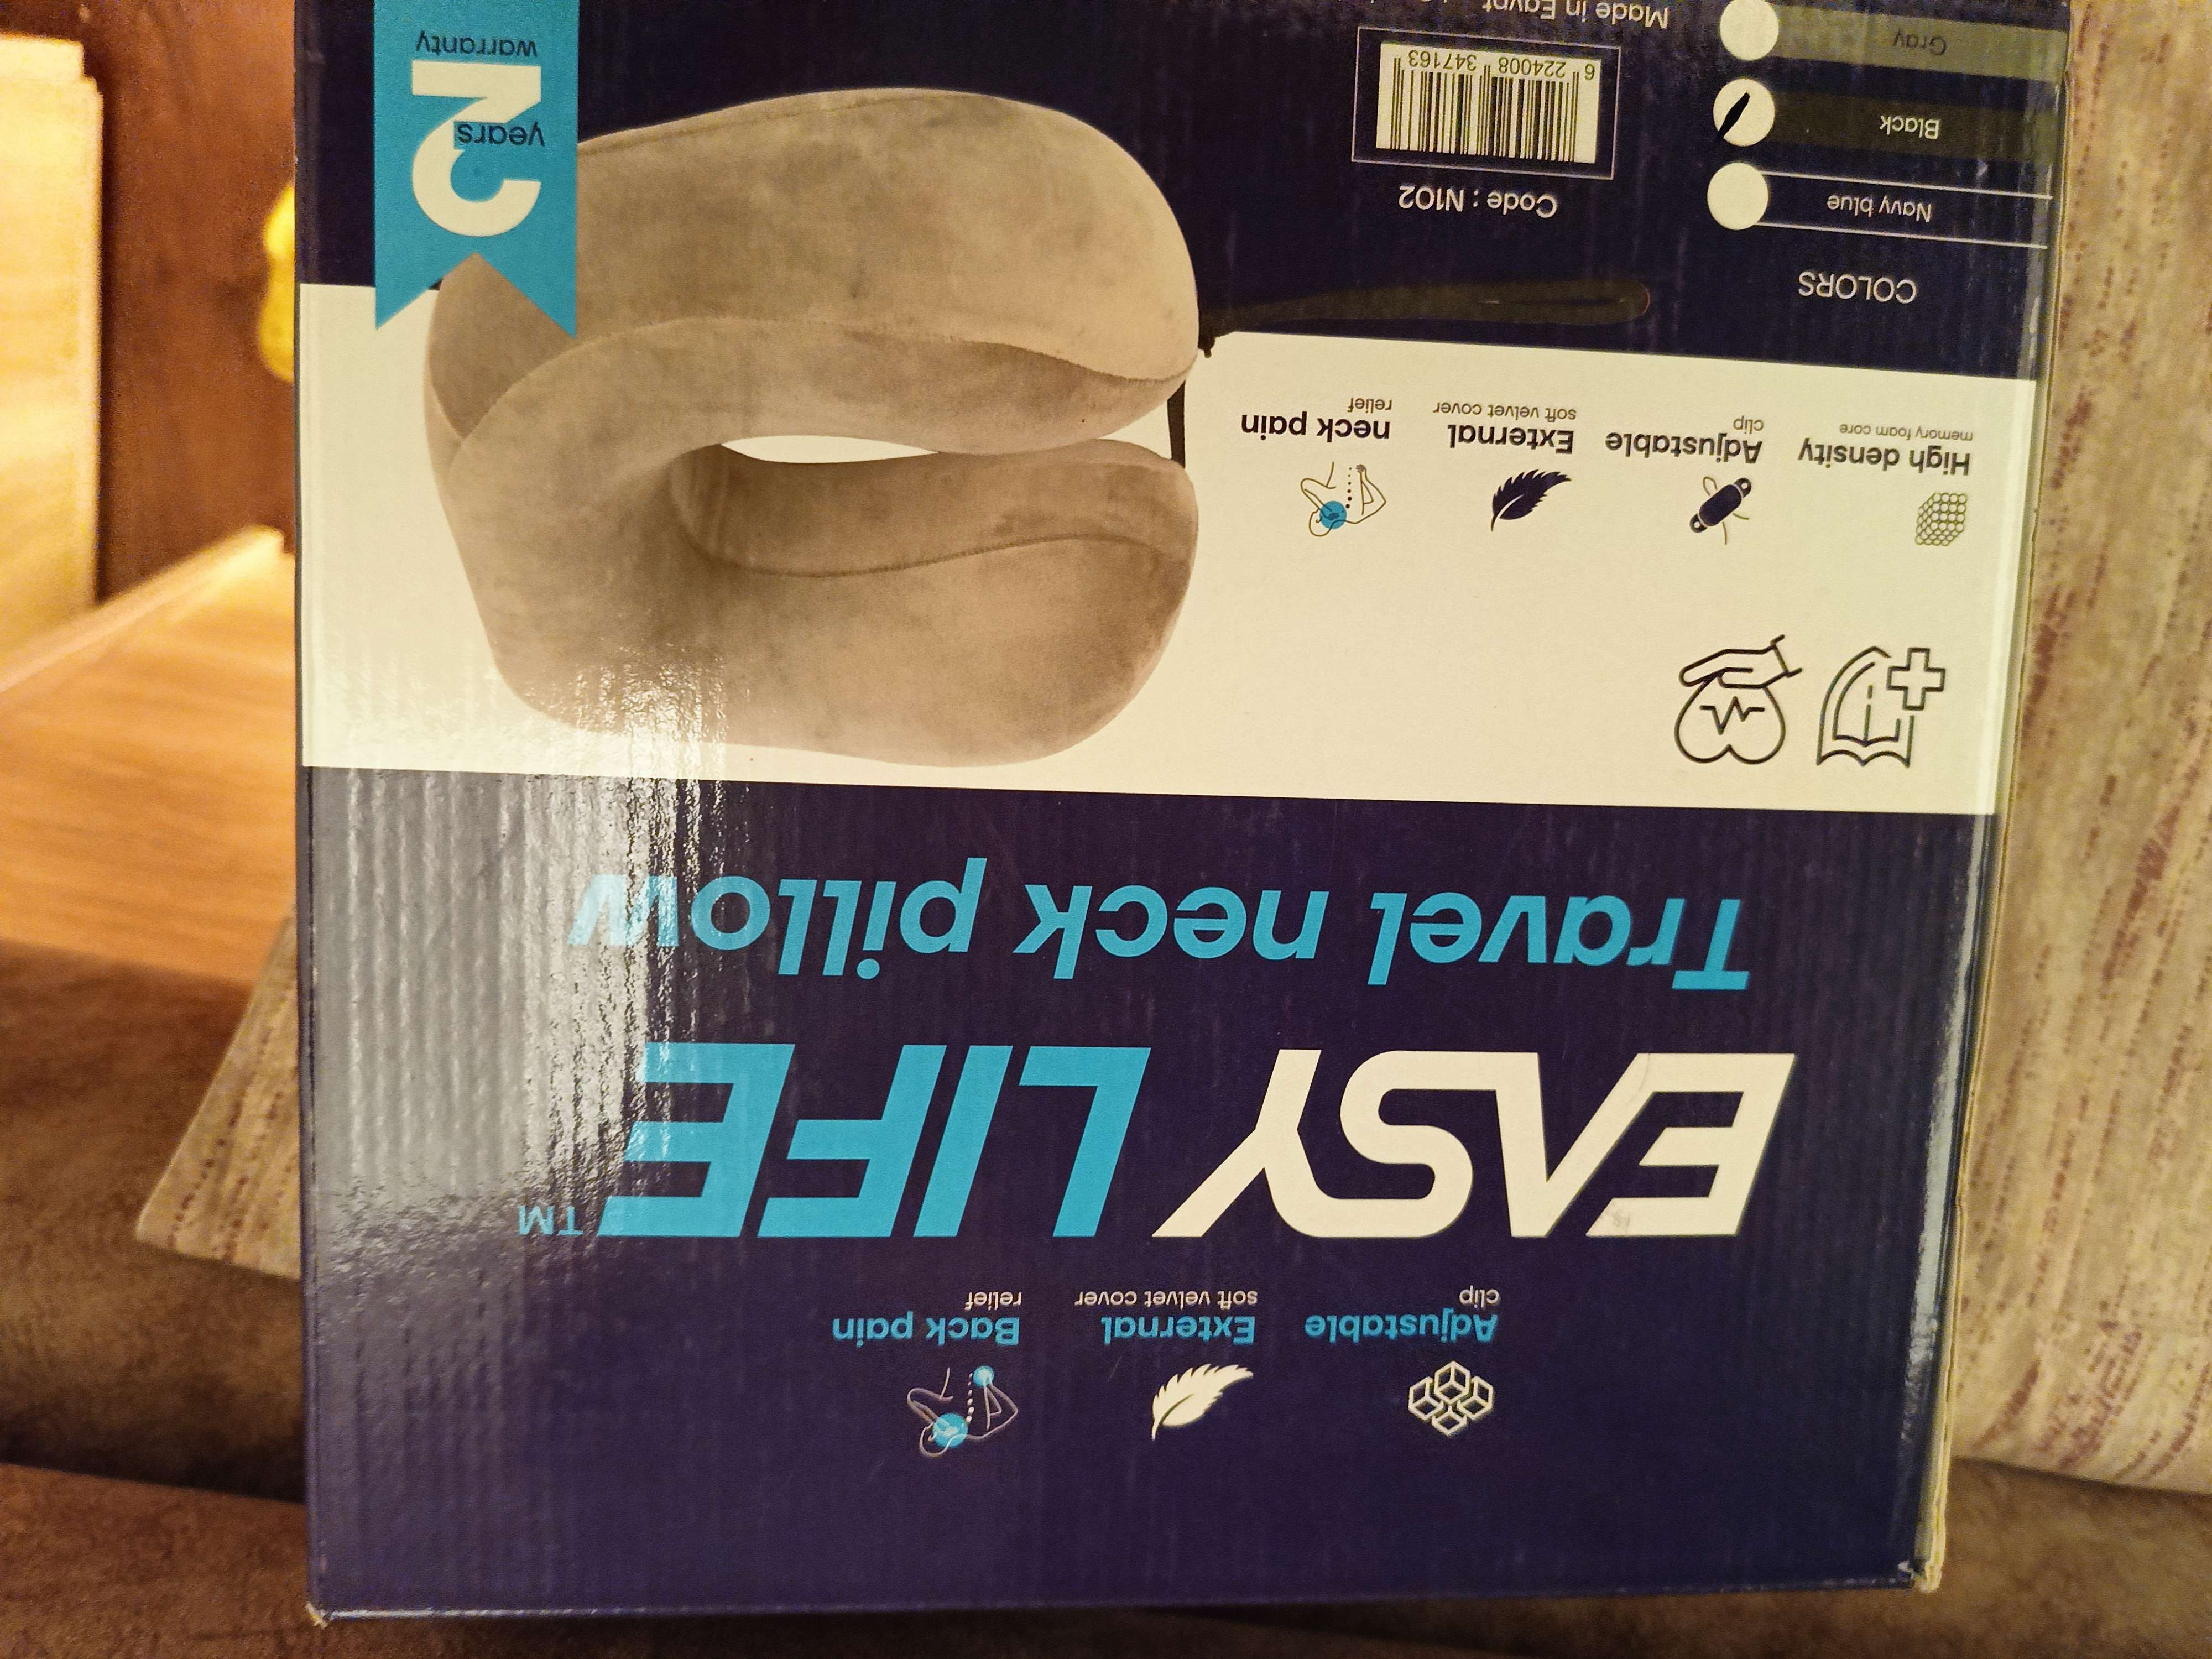 Adjustable
clip
External
soft velvet cover
Back pain
relief
EASY LIFE™
Travel neck pillow
High density
memory foam core
Adjustable
clip
External
soft velvet cover
neck pain
relief
COLORS
Navy blue
Black
Gray
Code : N102
6 224008 347163
Made in Egypt
2
years
warranty